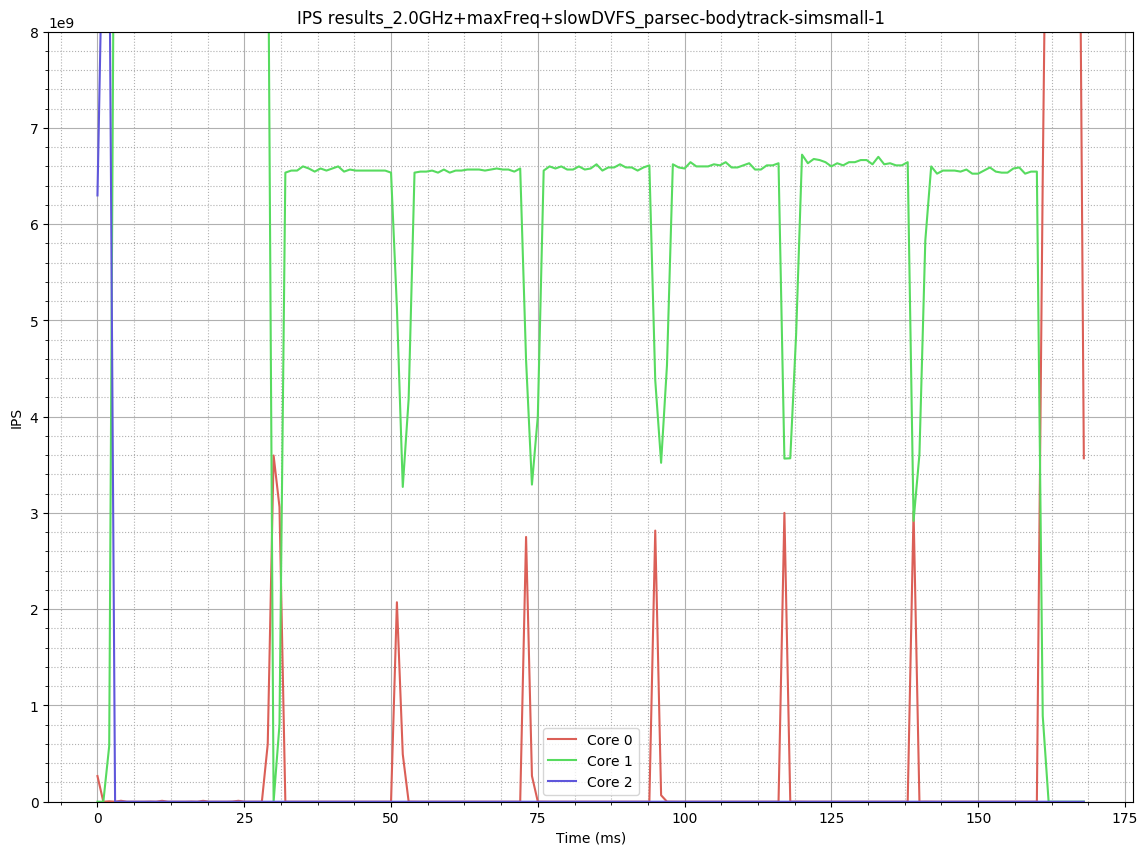 IPS results_2.0GHz+maxFreq+slowDVFS_parsec-bodytrack-simsmall-1
1e9
8
7
6
5
4
3
2
1
0
IPS
Core 0
Core 1
Core 2
0 25 50 75 100 125 150 175
Time (ms)